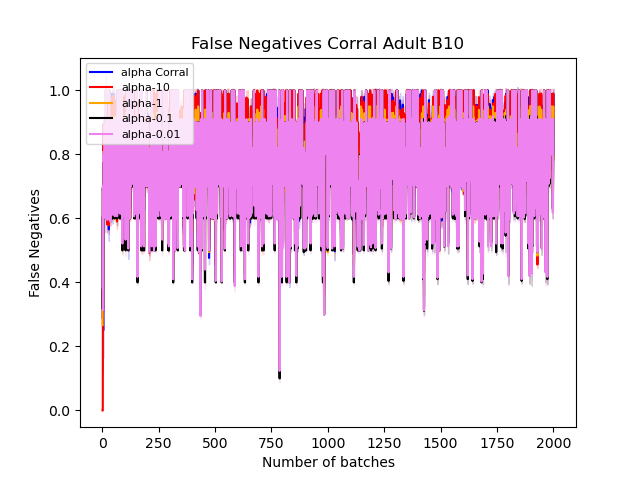 False Negatives Corral Adult B10
alpha Corral
alpha-10
alpha-1
alpha-0.1
alpha-0.01
1.0
0.8
0.6
0.4
0.2
0.0
False Negatives
0 250 500 750 1000 1250 1500 1750 2000
Number of batches